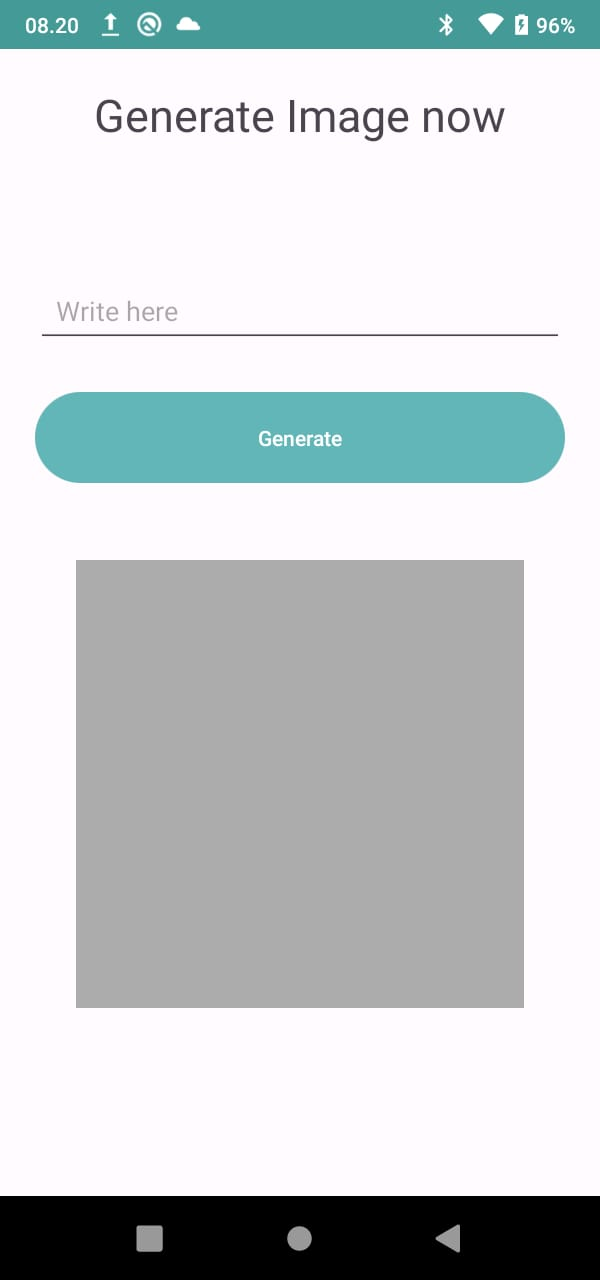 08.20 96%
Generate Image now
Write here
Generate